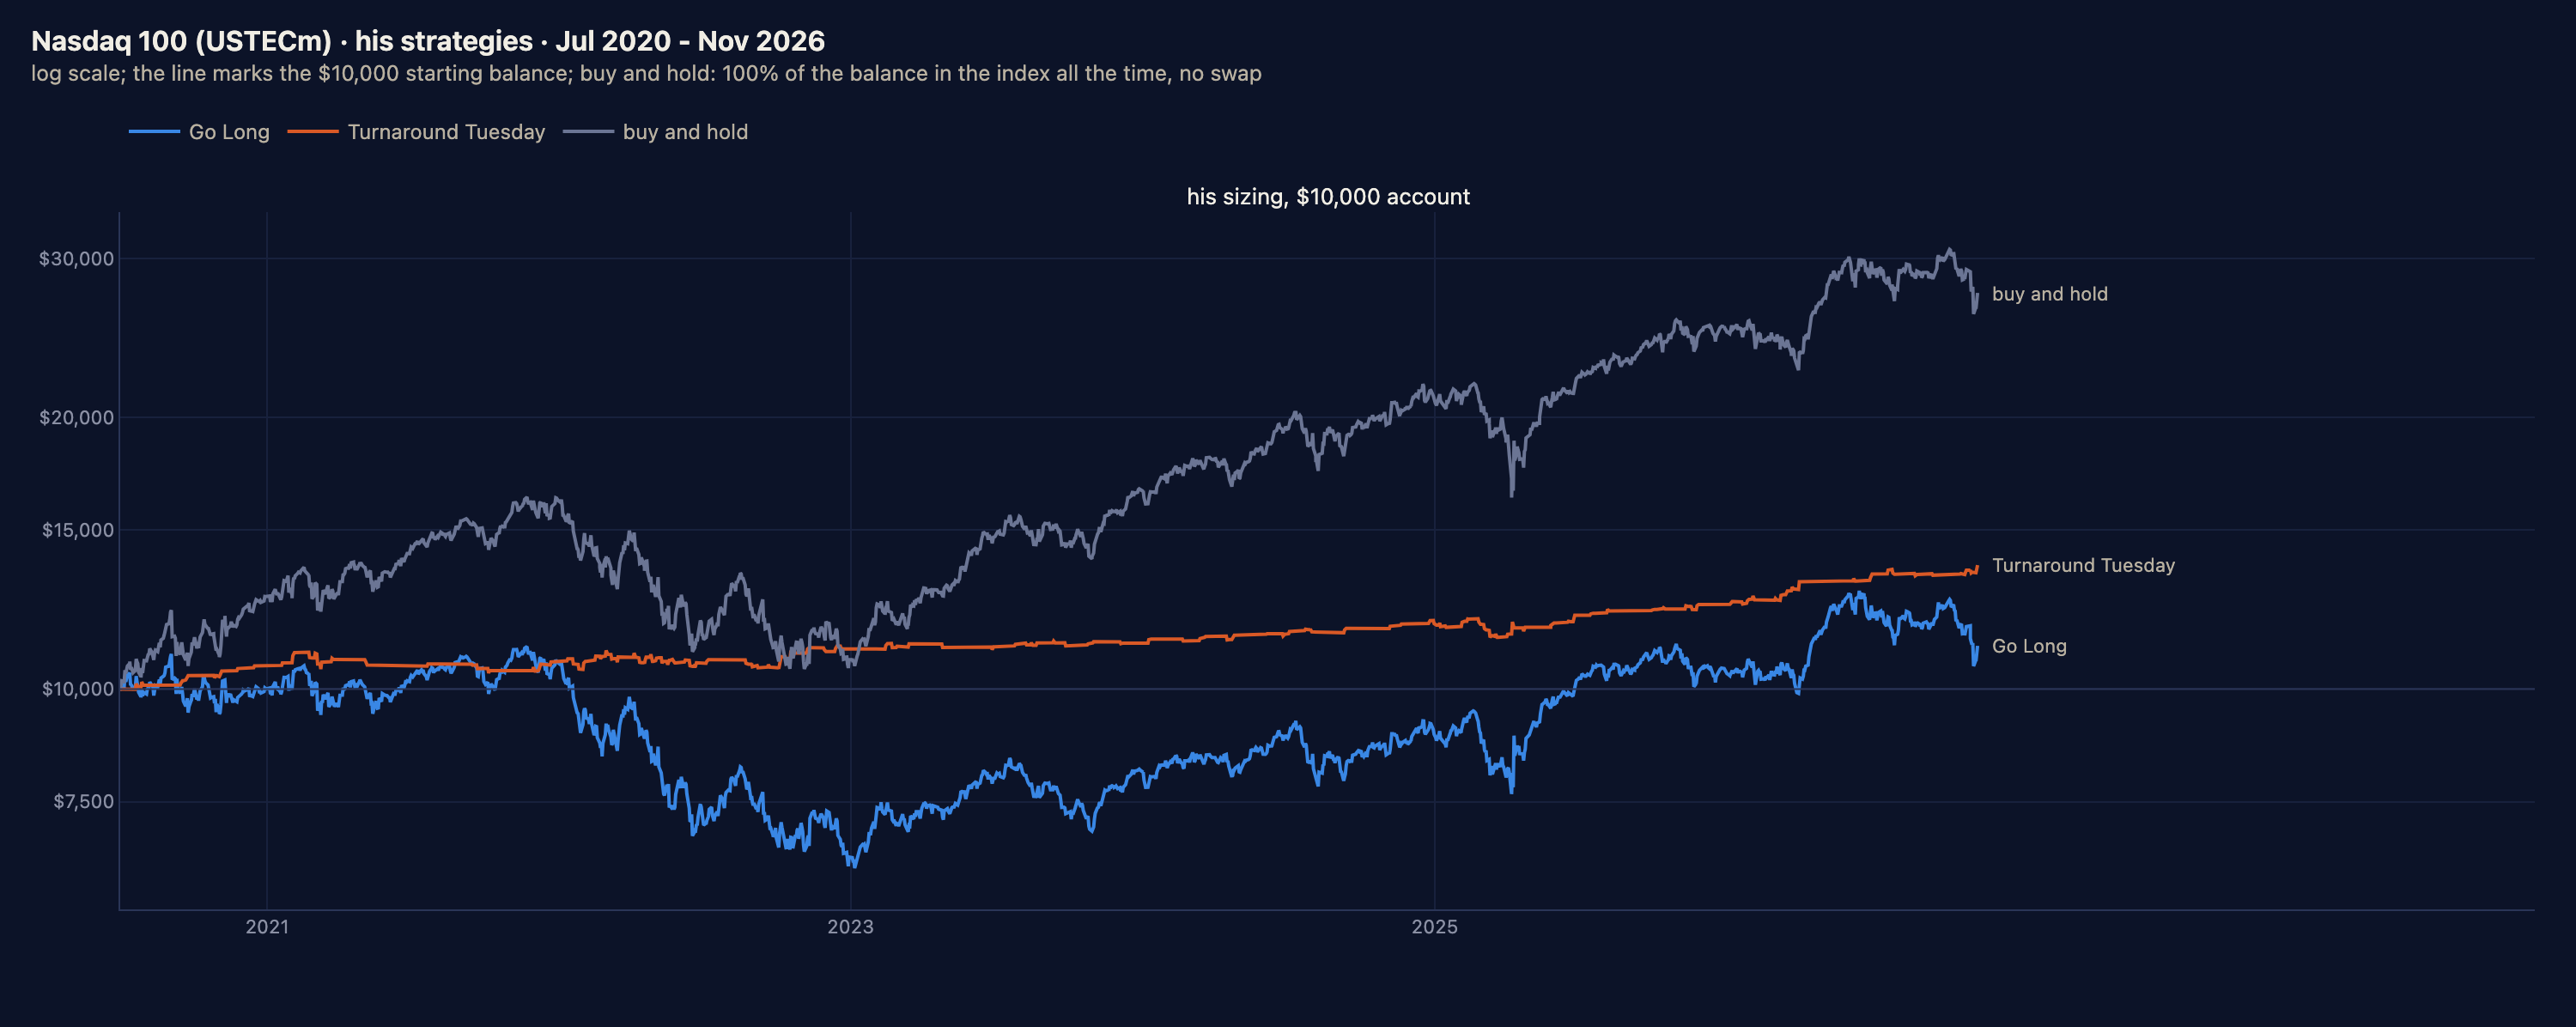 Nasdaq 100 (USTECm) · his strategies · Jul 2020 - Nov 2026
log scale; the line marks the $10,000 starting balance; buy and hold: 100% of the balance in the index all the time, no swap
Go Long
Turnaround Tuesday
buy and hold
his sizing, $10,000 account
$30,000
buy and hold
$20,000
$15,000
Turnaround Tuesday
Go Long
$10,000
$7,500
2021
2023
2025